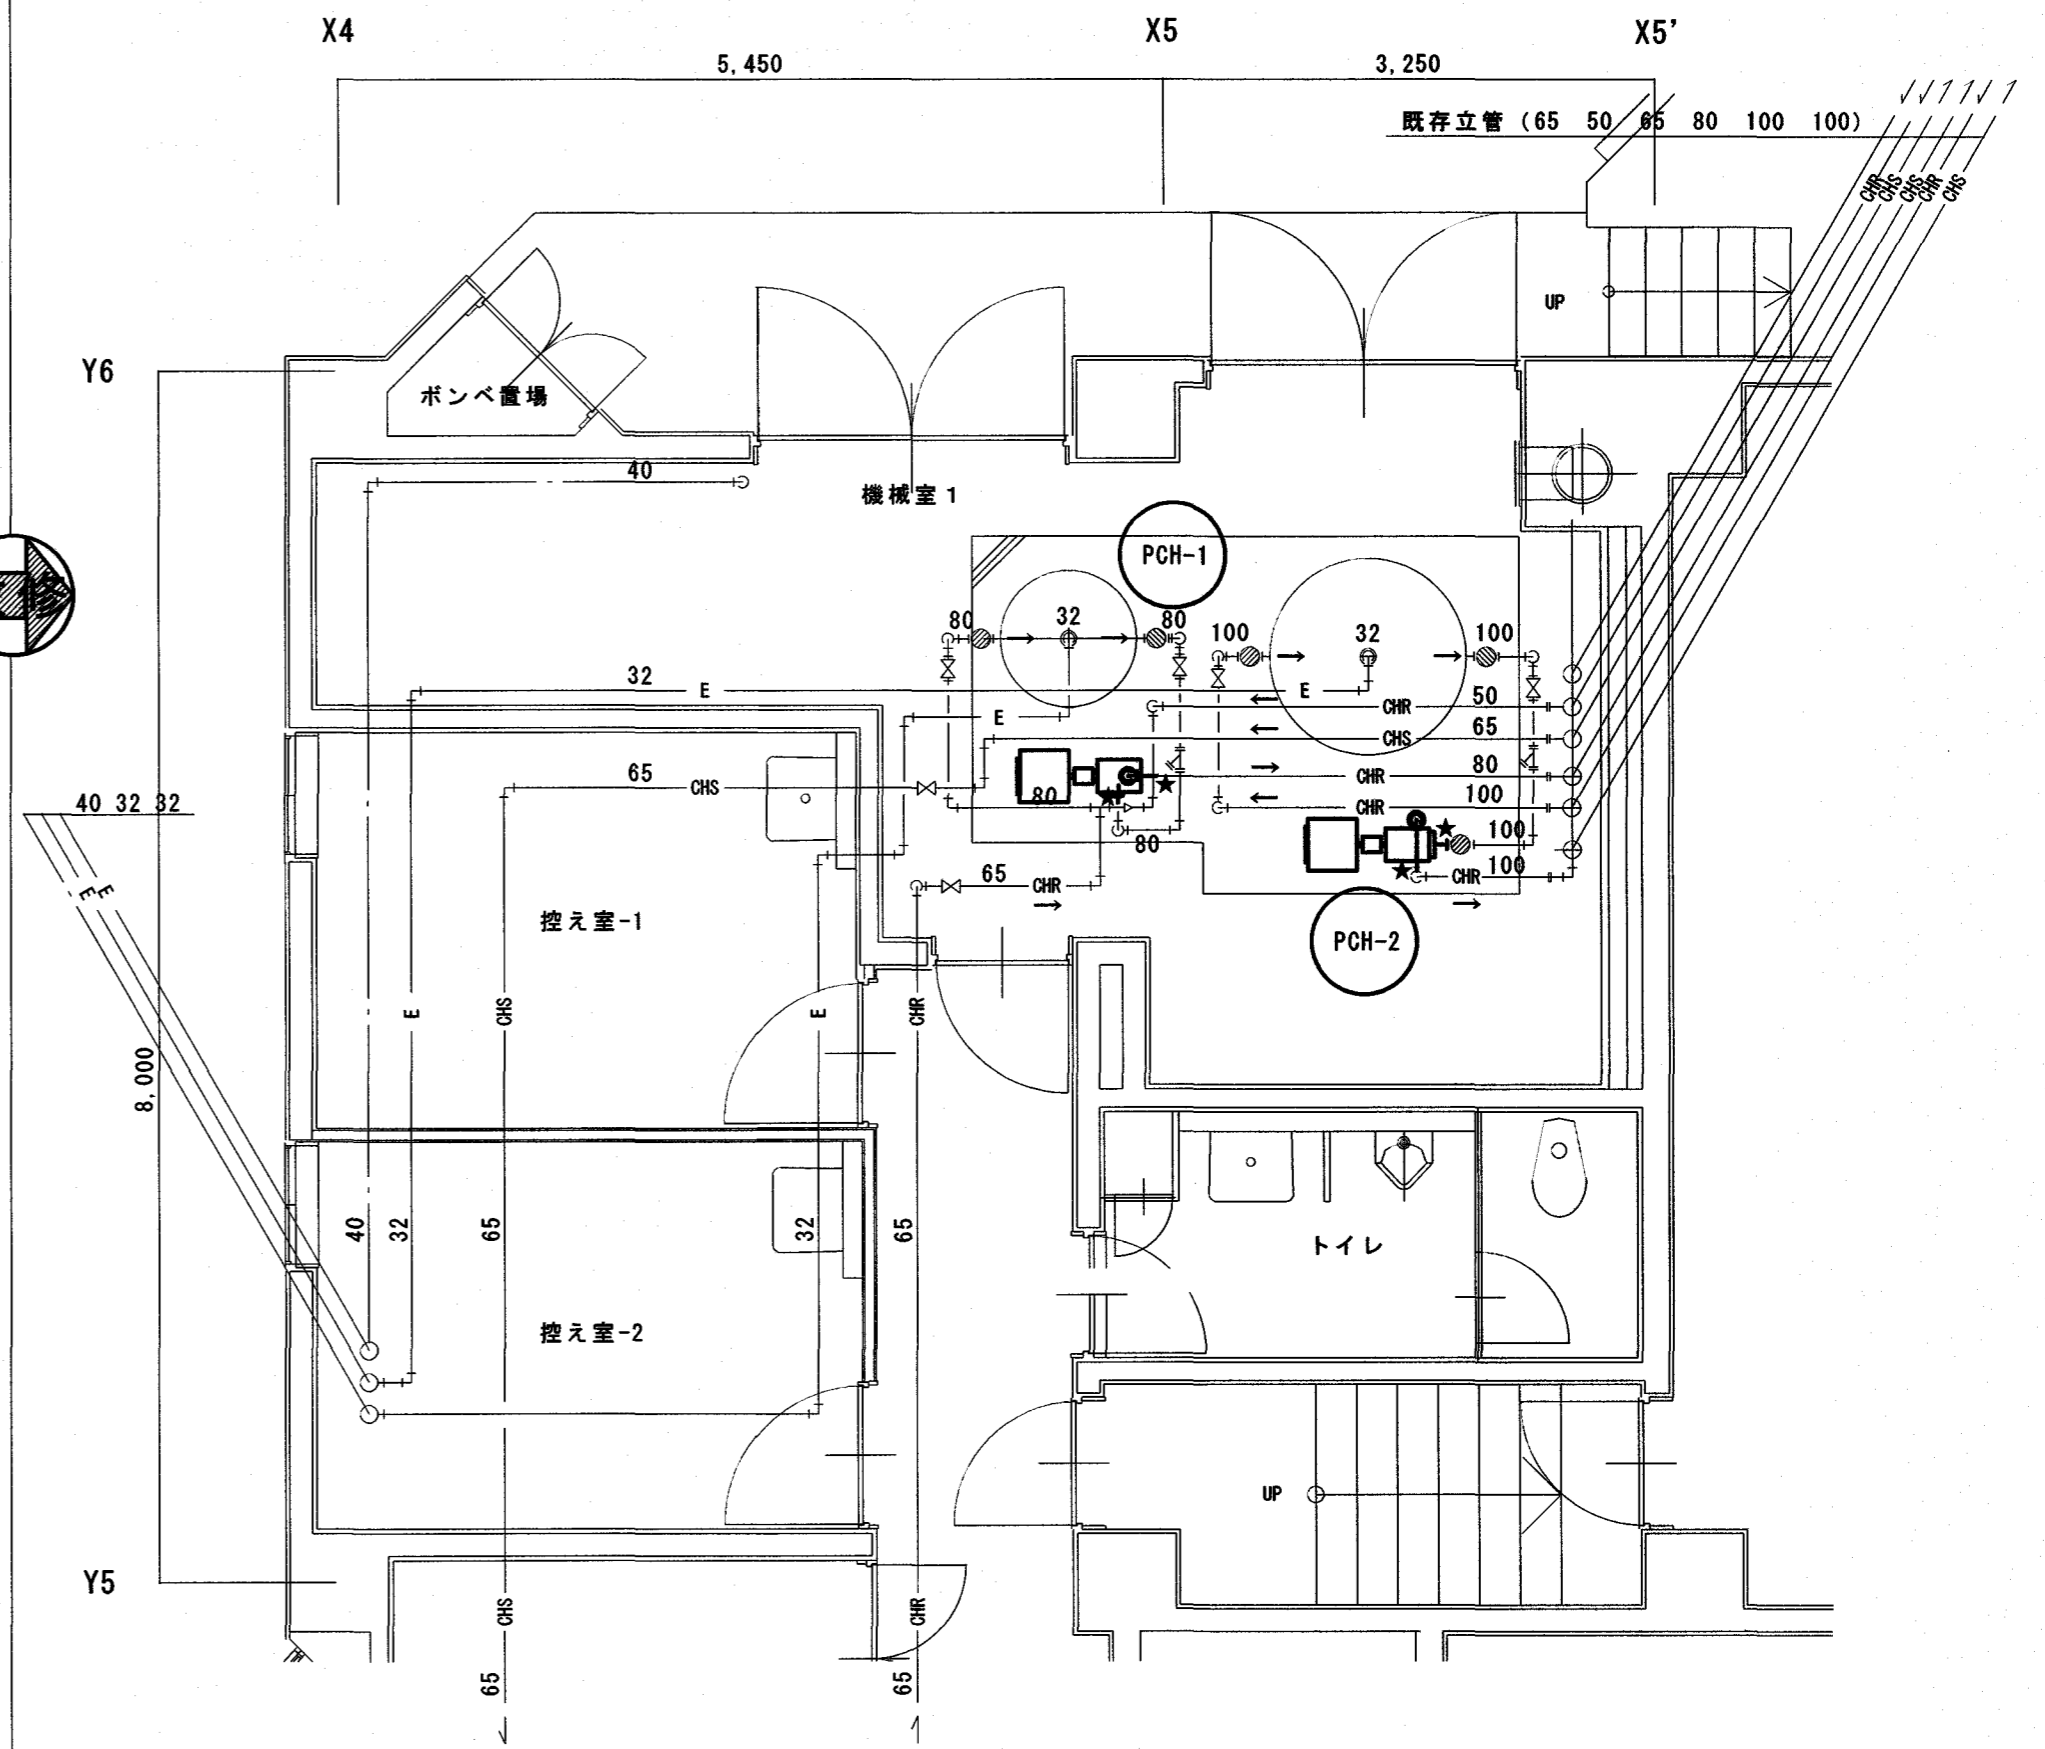 X4 X5 X5'
5,450 3,250
既存立管 (65 50 65 80 100 100)
CHR CHS CHS CHR CHS
UP
Y6
ボンベ置場
40
機械室1
PCH-1
80 32 80 100 32 100
32 E E
CHR 50
E
CHS 65
65 CHS
CHR 80
80
CHR 100
40 32 32
100
80
65 CHR
CHR 100
E E
控え室-1
PCH-2
E CHS E CHR
8,000
40 32 65 32 65
トイレ
控え室-2
UP
Y5
CHS CHR
65 65